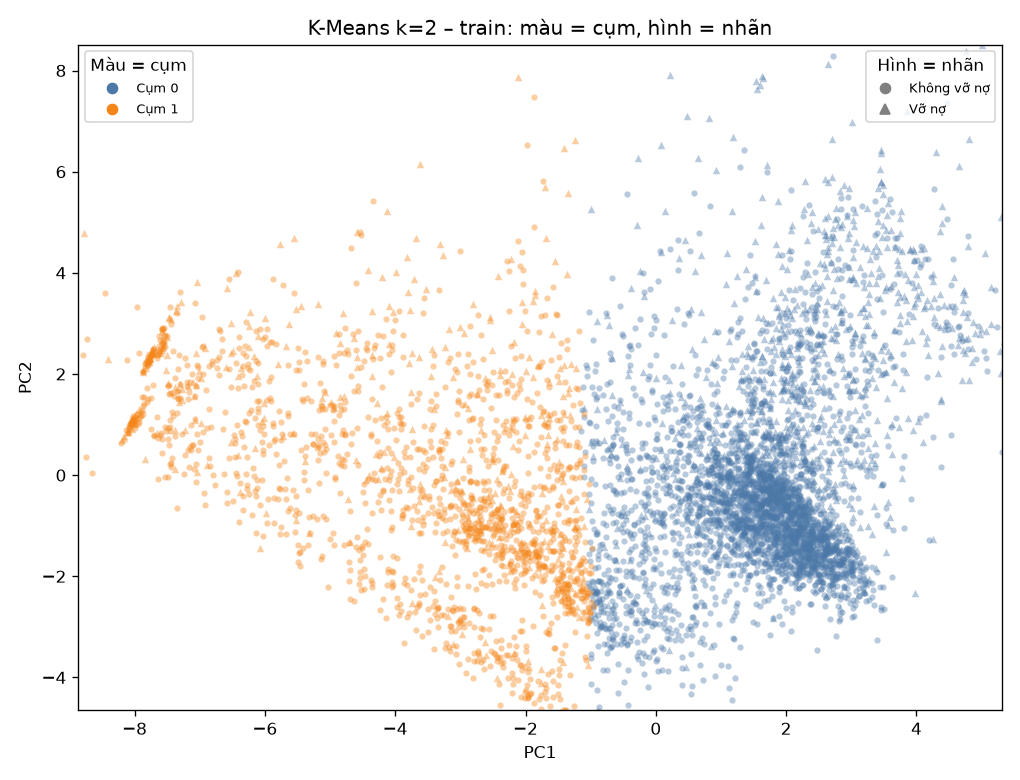 K-Means k=2 – train: màu = cụm, hình = nhãn
Màu = cụm
Cụm 0
Cụm 1
Hình = nhãn
Không vỡ nợ
Vỡ nợ
8
6
4
2
0
−2
−4
PC2
−8
−6
−4
−2
0
2
4
PC1